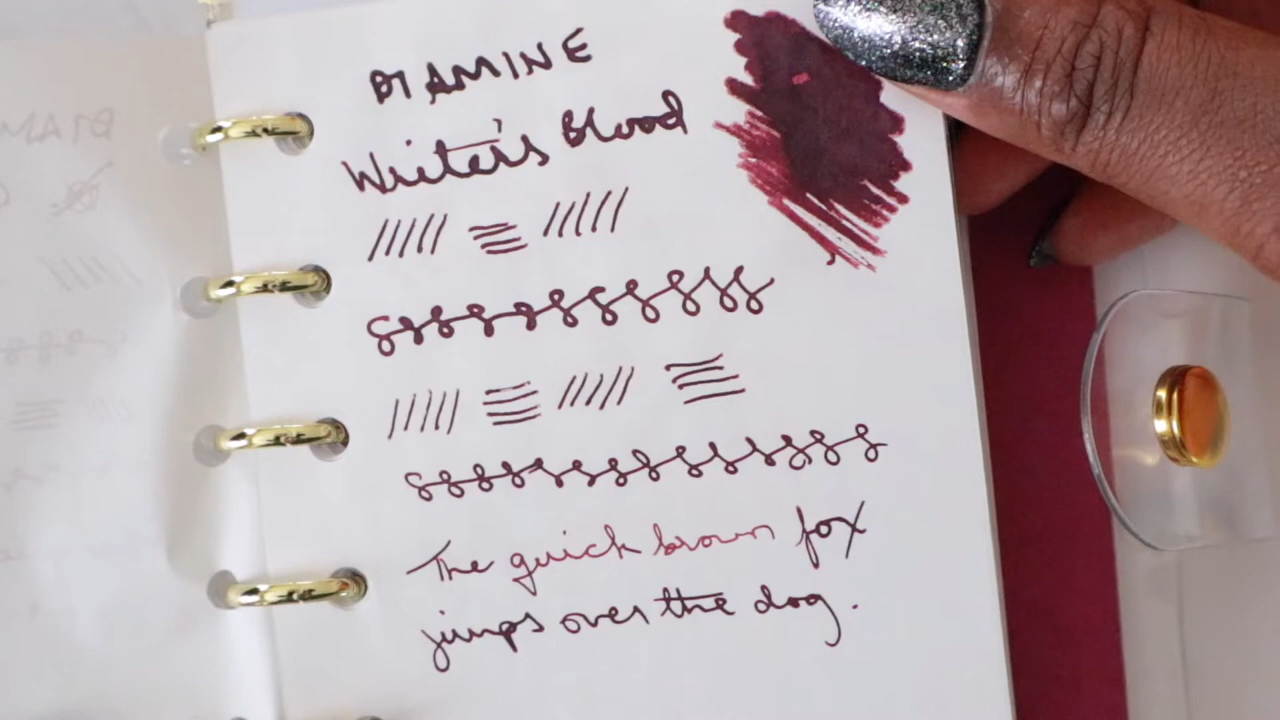 DIAMINE
Writer's Blood
The quick brown fox
jumps over the dog.